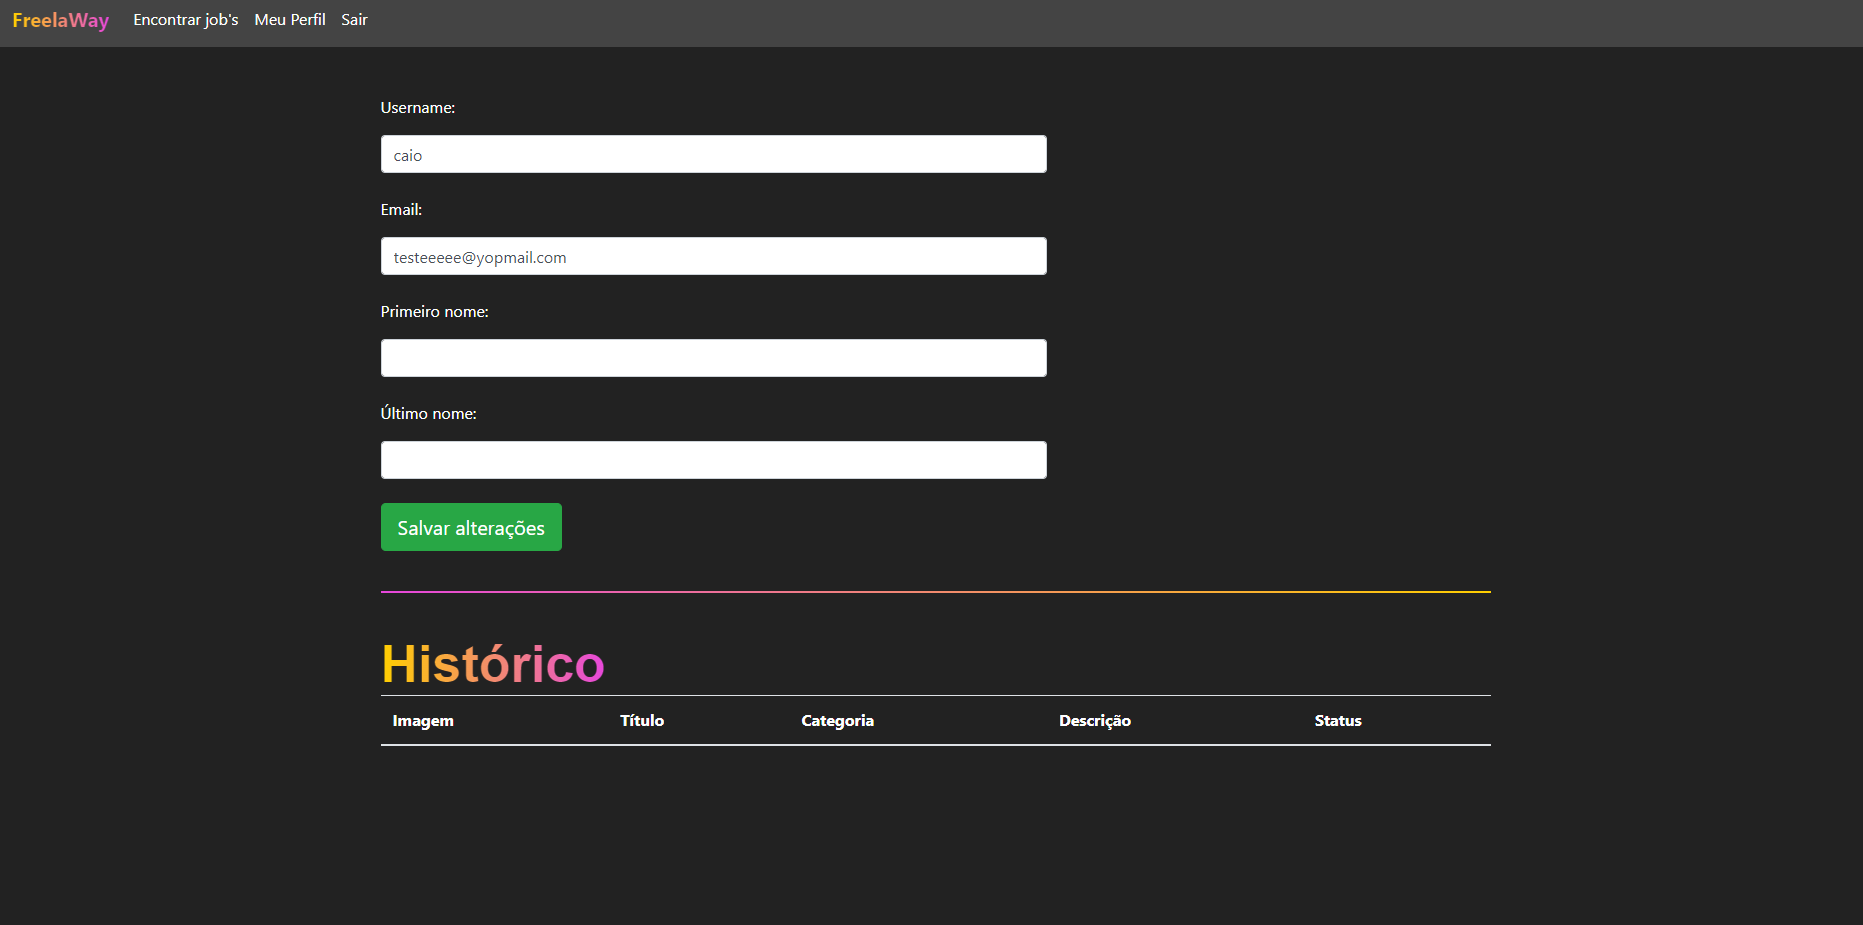 FreelaWay Encontrar job's Meu Perfil Sair
Username:
caio
Email:
testeeeee@yopmail.com
Primeiro nome:
Último nome:
Salvar alterações
Histórico
Imagem Título Categoria Descrição Status